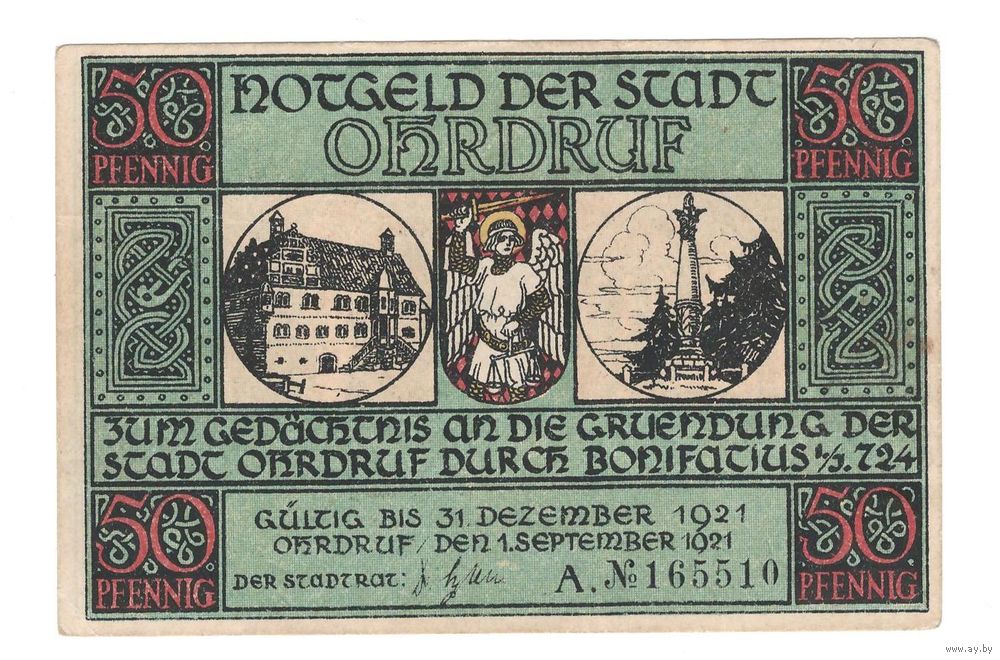 50 PFENNIG
NOTGELD DER STADT
OHRDRUF
50 PFENNIG
ZUM GEDÄCHTNIS AN DIE GRUENDUNG DER
STADT OHRDRUF DURCH BONIFATIUS i/J. 724
50 PFENNIG
GÜLTIG BIS 31. DEZEMBER 1921
OHRDRUF, DEN 1. SEPTEMBER 1921
DER STADTRAT:
A. № 165510
50 PFENNIG
www.ay.by